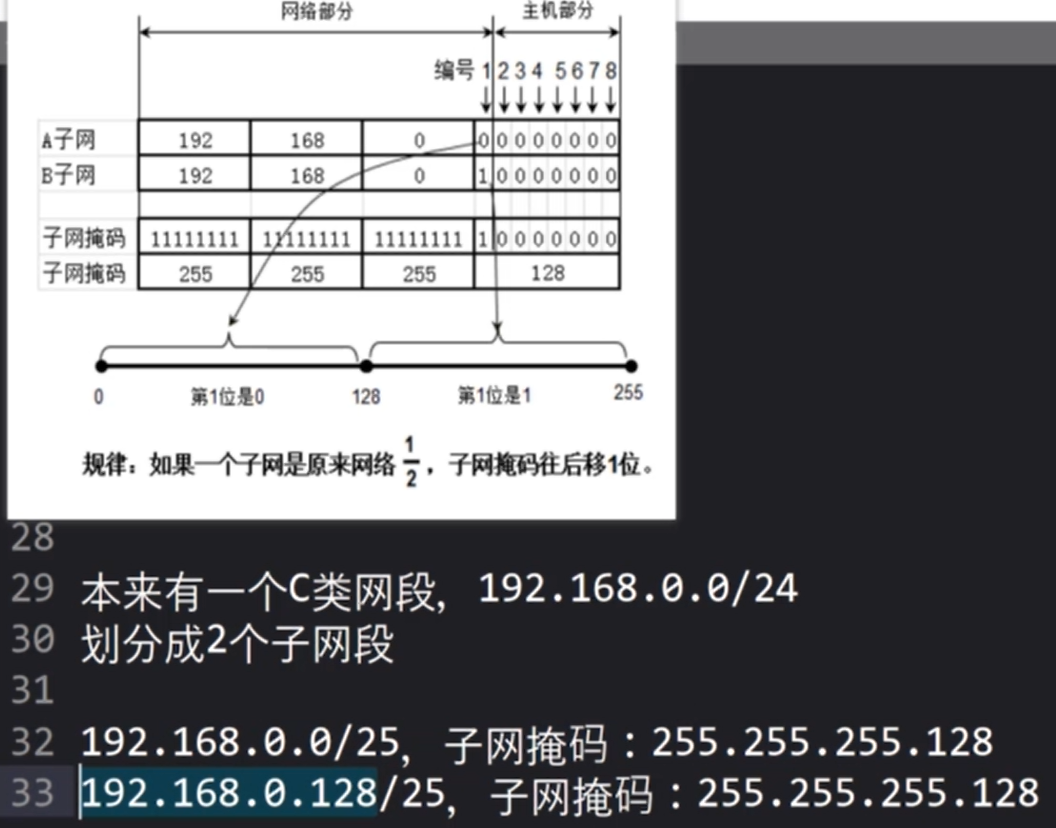 网络部分 主机部分
编号 1 2 3 4 5 6 7 8
A子网 192 168 0 0 0 0 0 0 0 0 0
B子网 192 168 0 1 0 0 0 0 0 0 0
子网掩码 11111111 11111111 11111111 1 0 0 0 0 0 0 0
子网掩码 255 255 255 128
0 第1位是0 128 第1位是1 255
规律：如果一个子网是原来网络 1/2，子网掩码往后移1位。
28
29 本来有一个C类网段，192.168.0.0/24
30 划分成2个子网段
31
32 192.168.0.0/25，子网掩码：255.255.255.128
33 192.168.0.128/25，子网掩码：255.255.255.128